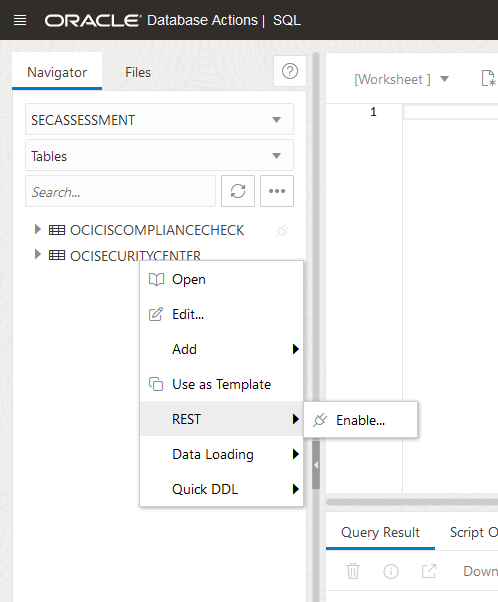 ORACLE Database Actions | SQL
Navigator Files
[Worksheet ]
1
SECASSESSMENT
Tables
Search...
OCICISCOMPLIANCECHECK
OCISECURITYCENTER
Open
Edit...
Add
Use as Template
REST
Enable...
Data Loading
Quick DDL
Query Result Script O
Down